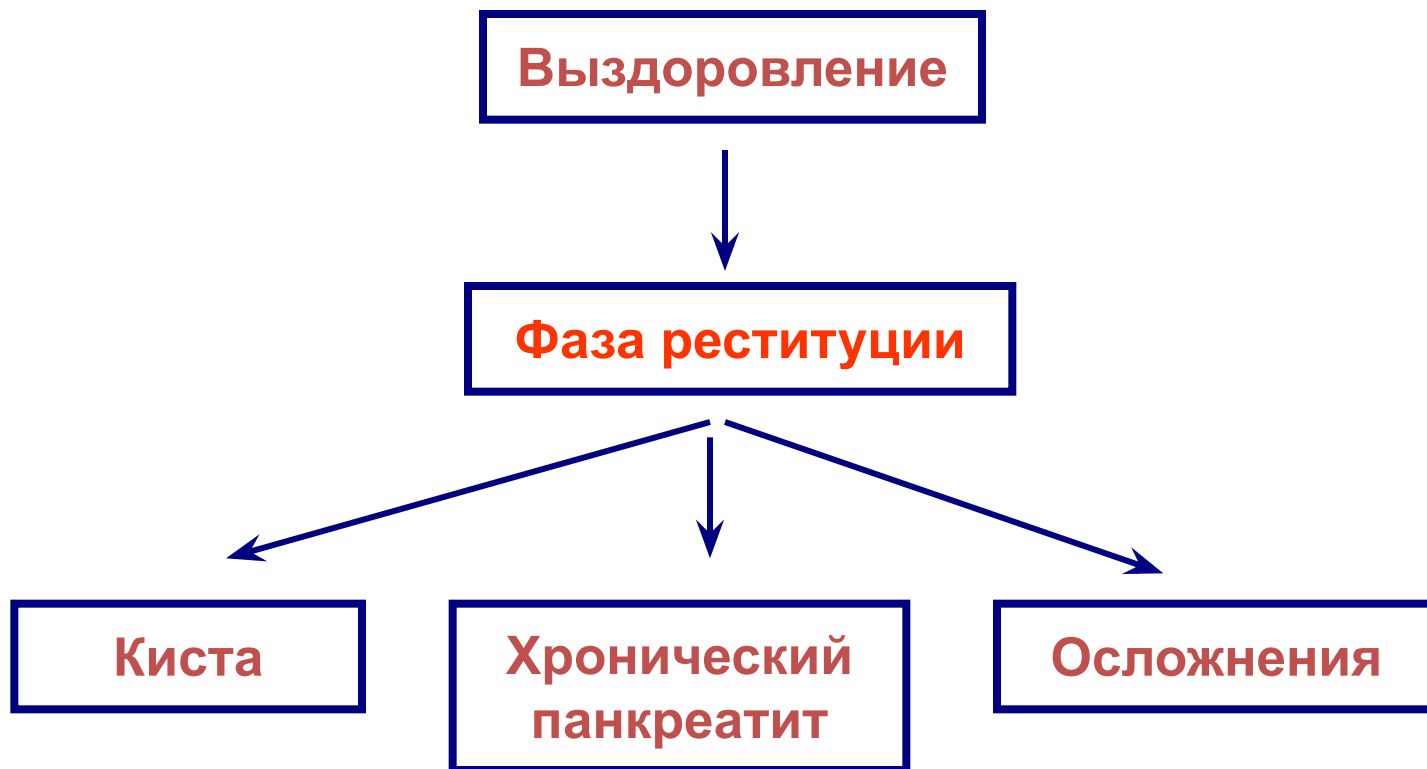 Выздоровление
Фаза реституции
Киста
Хронический
панкреатит
Осложнения